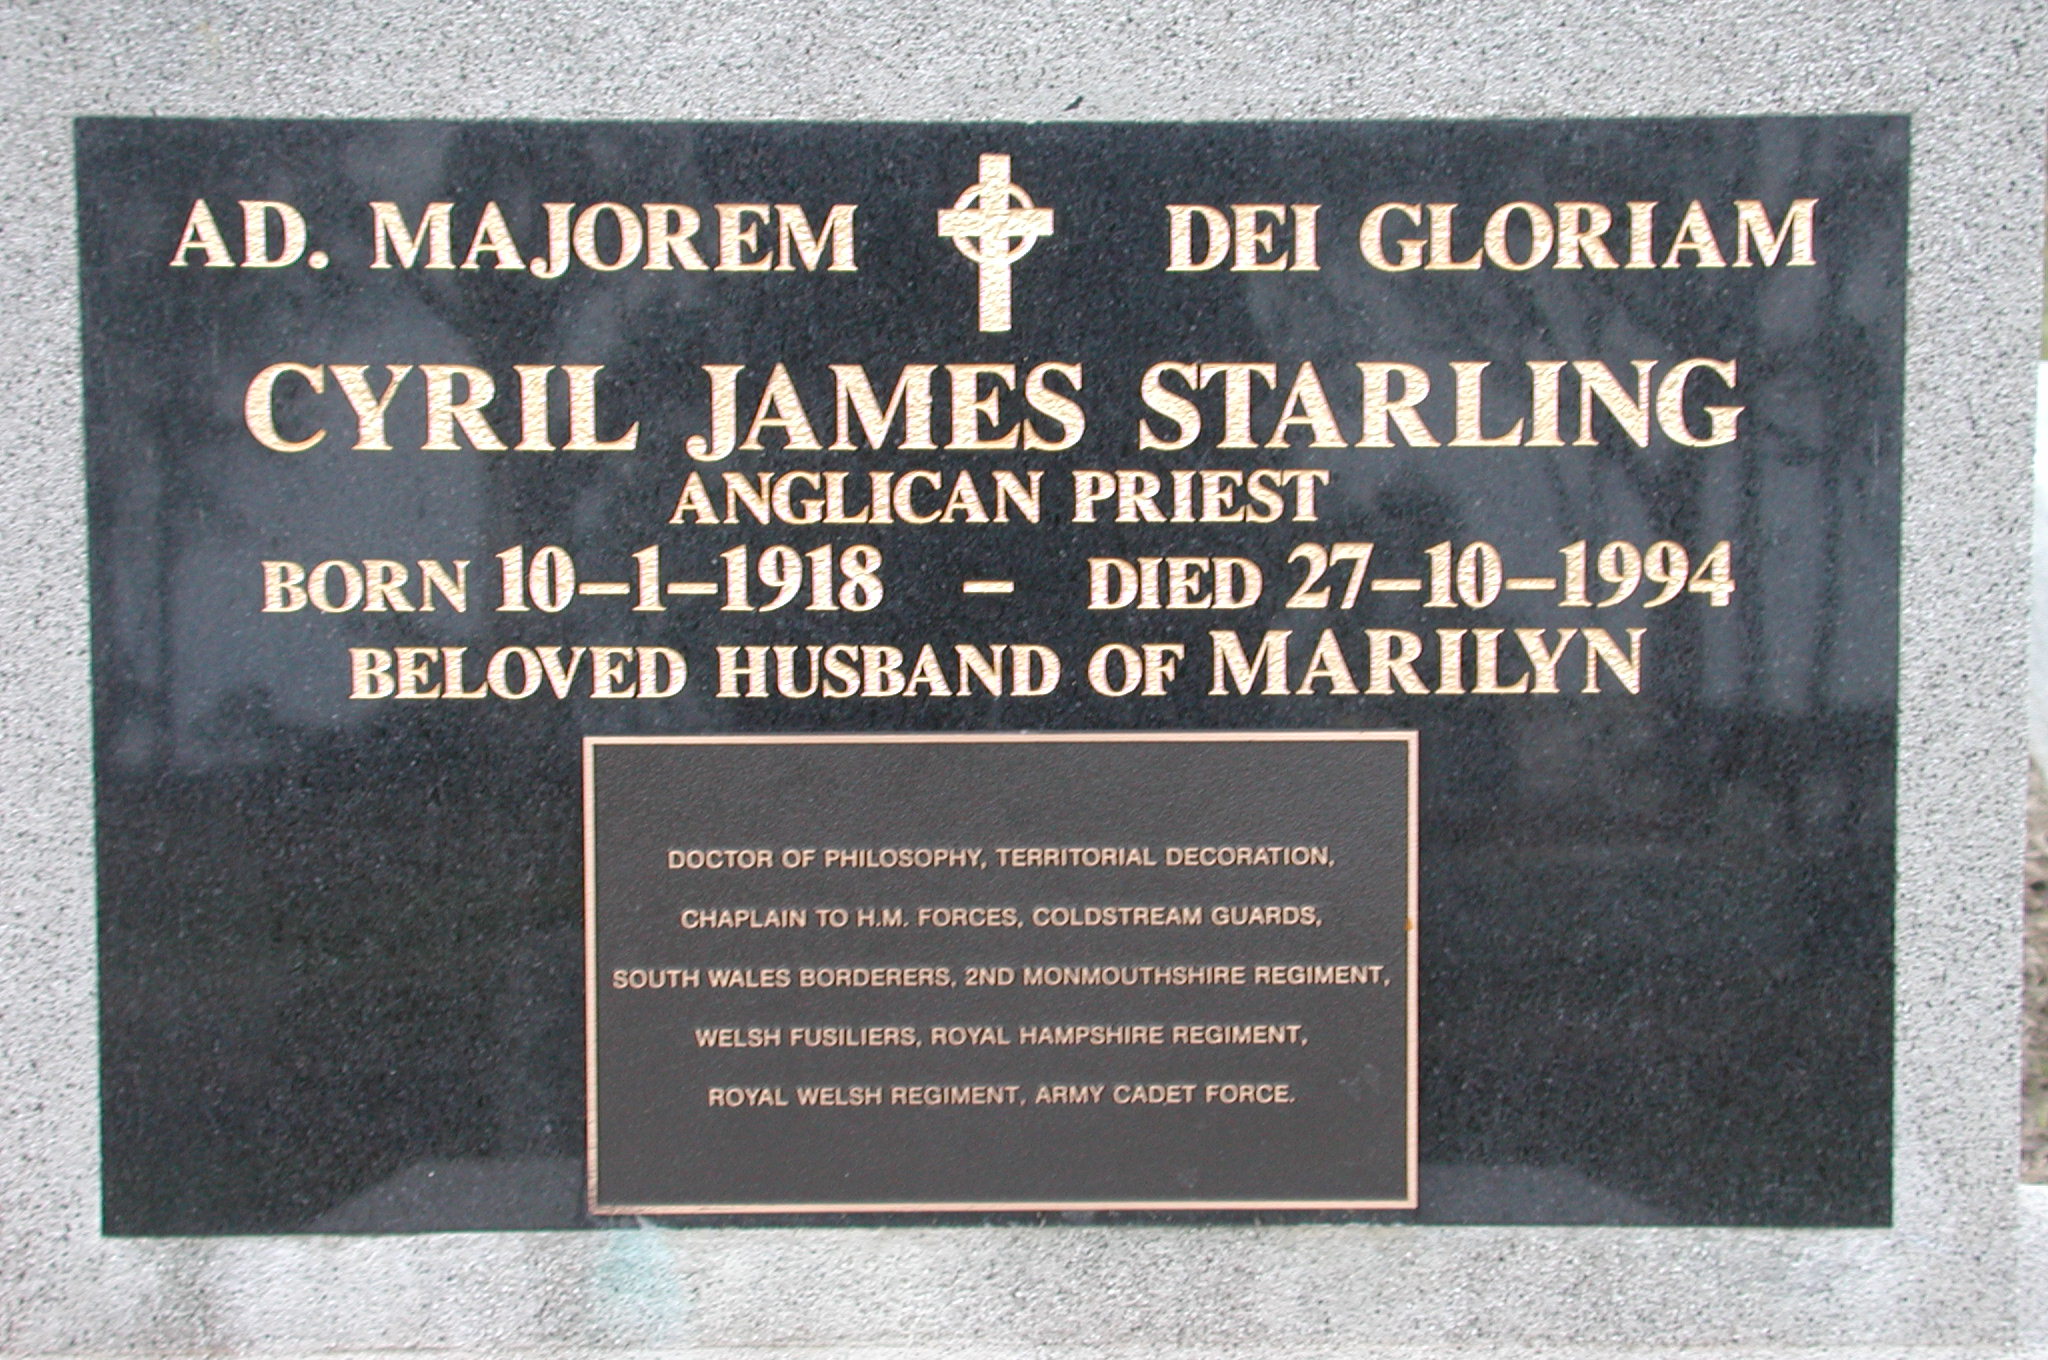 AD. MAJOREM DEI GLORIAM
CYRIL JAMES STARLING
ANGLICAN PRIEST
BORN 10-1-1918 - DIED 27-10-1994
BELOVED HUSBAND OF MARILYN
DOCTOR OF PHILOSOPHY, TERRITORIAL DECORATION,
CHAPLAIN TO H.M. FORCES, COLDSTREAM GUARDS,
SOUTH WALES BORDERERS, 2ND MONMOUTHSHIRE REGIMENT,
WELSH FUSILIERS, ROYAL HAMPSHIRE REGIMENT,
ROYAL WELSH REGIMENT, ARMY CADET FORCE.